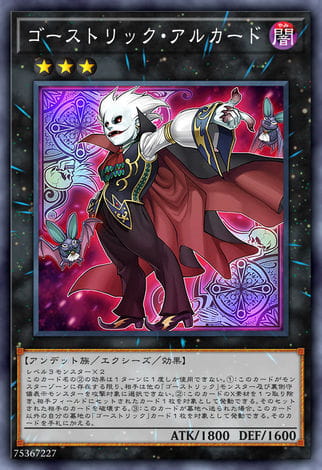 ゴーストリック・アルカード
やみ
闇
【アンデット族/エクシーズ/効果】
レベル3モンスター×2
このカード名の②の効果は1ターンに1度しか使用できない。①:このカードがモンスターゾーンに存在する限り、相手は他の「ゴーストリック」モンスター及び裏側守備表示モンスターを攻撃対象に選択できない。②:このカードのX素材を1つ取り除き、相手フィールドにセットされたカード1枚を対象として発動できる。そのセットされた相手のカードを破壊する。③:このカードが墓地へ送られた場合、このカード以外の自分の墓地の「ゴーストリック」カード1枚を対象として発動できる。そのカードを手札に加える。
ATK/1800 DEF/1600
75367227